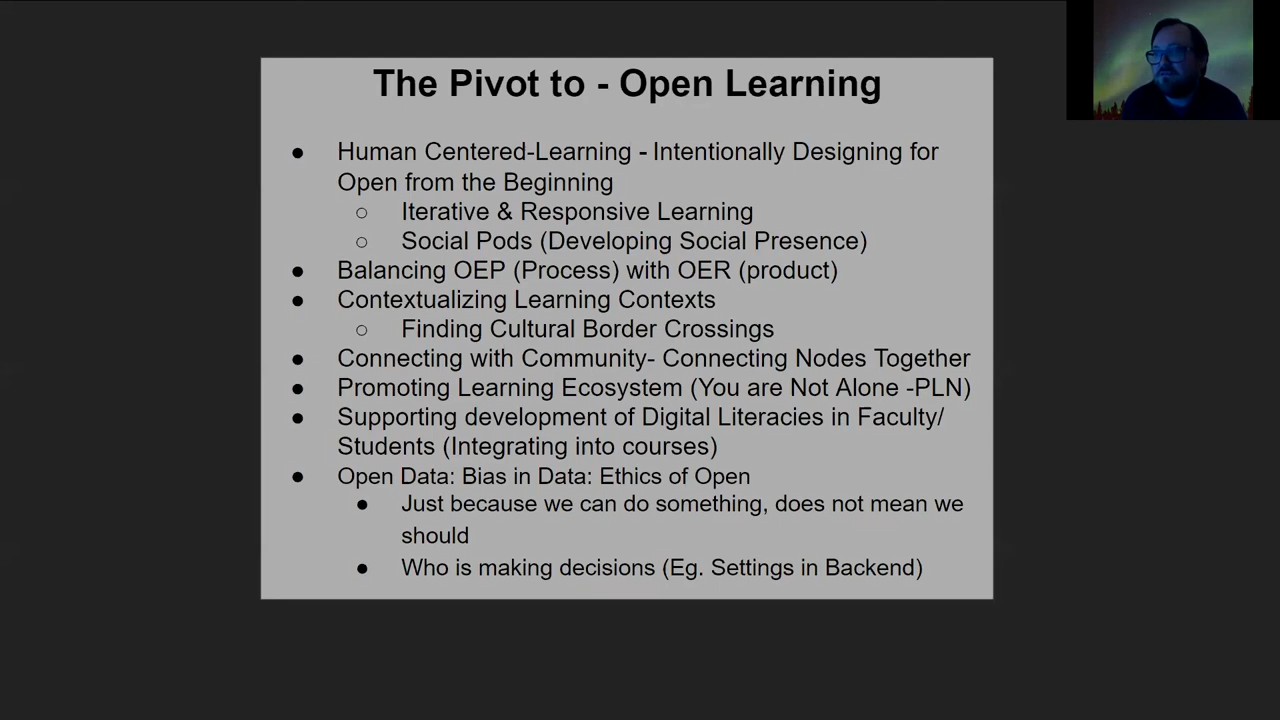 The Pivot to - Open Learning
● Human Centered-Learning - Intentionally Designing for
Open from the Beginning
○ Iterative & Responsive Learning
○ Social Pods (Developing Social Presence)
● Balancing OEP (Process) with OER (product)
● Contextualizing Learning Contexts
○ Finding Cultural Border Crossings
● Connecting with Community- Connecting Nodes Together
● Promoting Learning Ecosystem (You are Not Alone -PLN)
● Supporting development of Digital Literacies in Faculty/
Students (Integrating into courses)
● Open Data: Bias in Data: Ethics of Open
● Just because we can do something, does not mean we
should
● Who is making decisions (Eg. Settings in Backend)